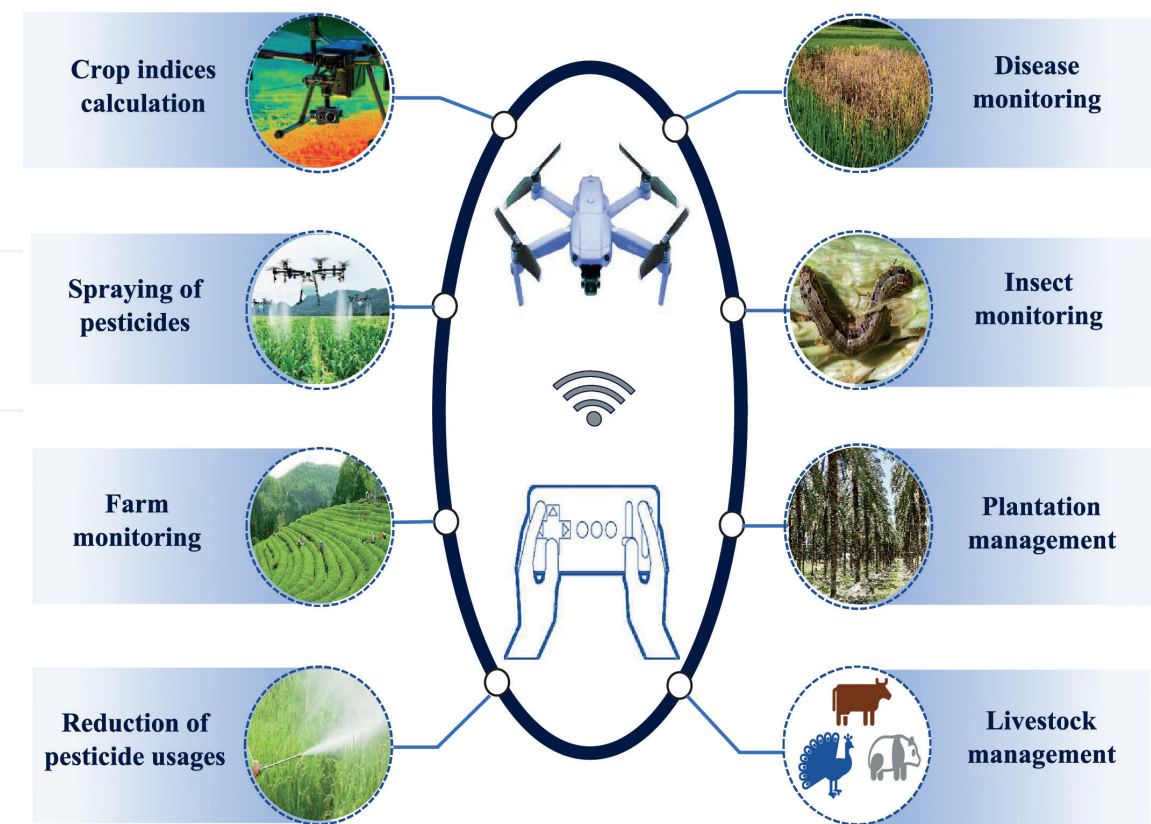 Crop indices
calculation
Disease
monitoring
Spraying of
pesticides
Insect
monitoring
Farm
monitoring
Plantation
management
Reduction of
pesticide usages
Livestock
management